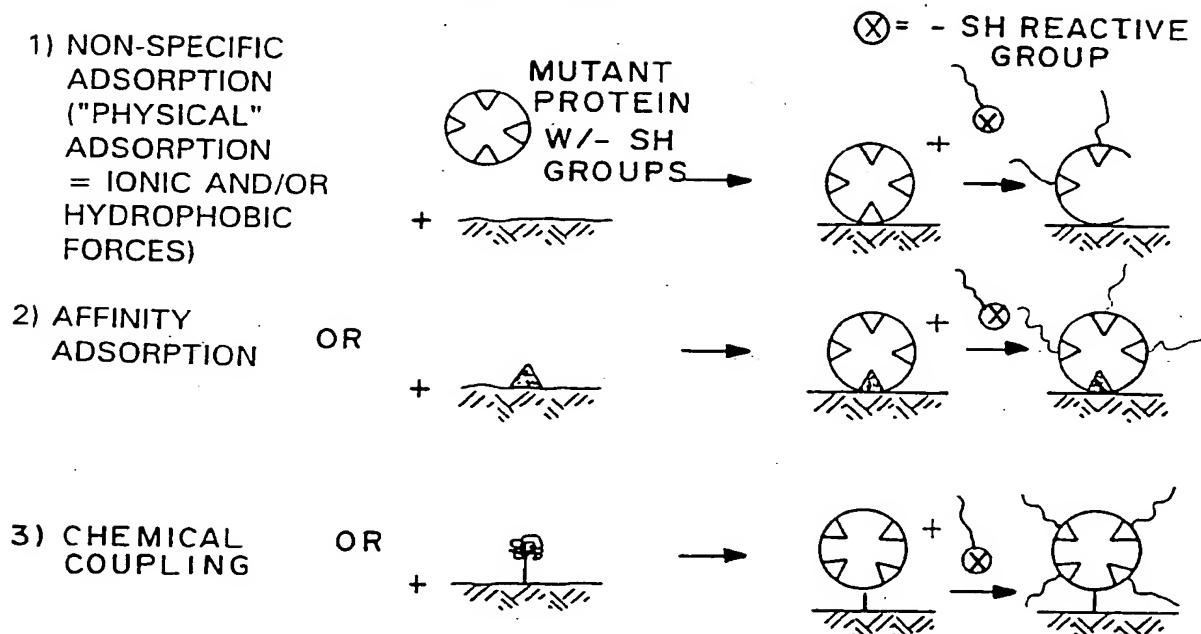 1) NON-SPECIFIC
ADSORPTION
("PHYSICAL"
ADSORPTION
= IONIC AND/OR
HYDROPHOBIC
FORCES)
+
MUTANT
PROTEIN
W/- SH
GROUPS
Ⓧ = - SH REACTIVE
GROUP
+ Ⓧ
2) AFFINITY
ADSORPTION
OR
+
+ Ⓧ
3) CHEMICAL
COUPLING
OR
+
+ Ⓧ